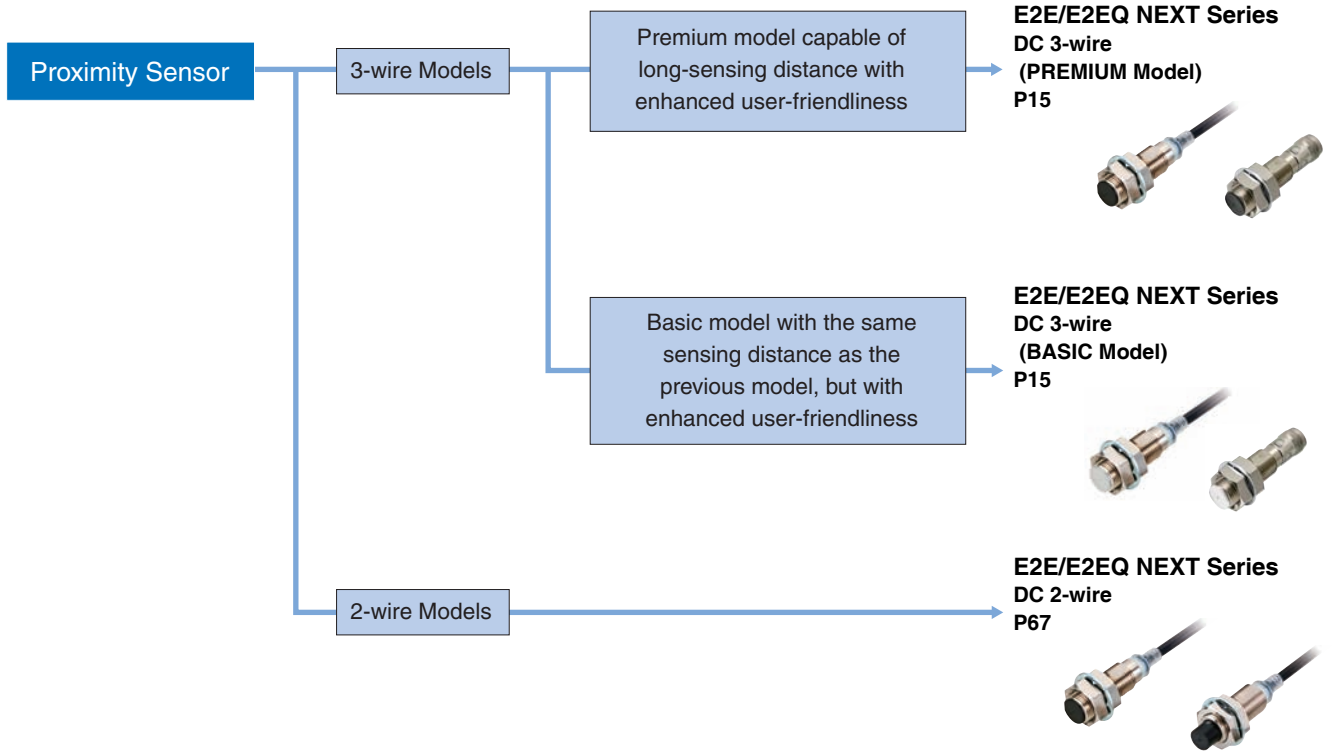 Proximity Sensor
3-wire Models
Premium model capable of
long-sensing distance with
enhanced user-friendliness
E2E/E2EQ NEXT Series
DC 3-wire
(PREMIUM Model)
P15
Basic model with the same
sensing distance as the
previous model, but with
enhanced user-friendliness
E2E/E2EQ NEXT Series
DC 3-wire
(BASIC Model)
P15
2-wire Models
E2E/E2EQ NEXT Series
DC 2-wire
P67